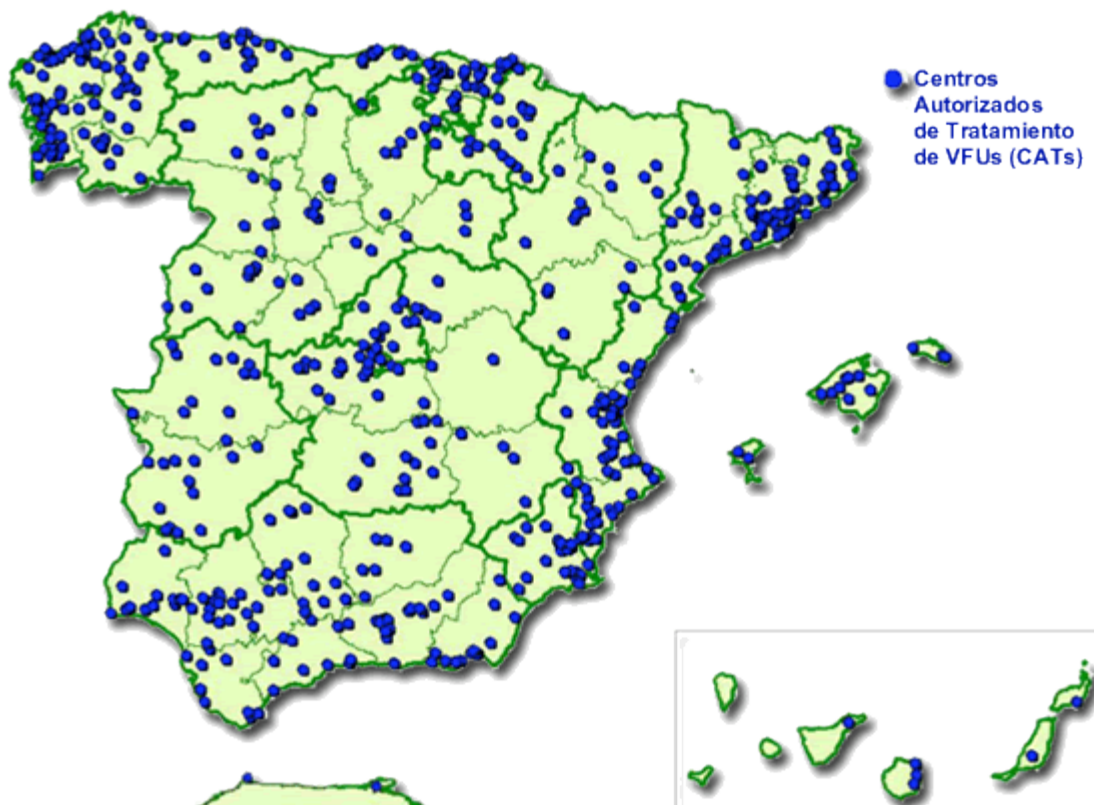 Centros
Autorizados
de Tratamiento
de VFUs (CATs)